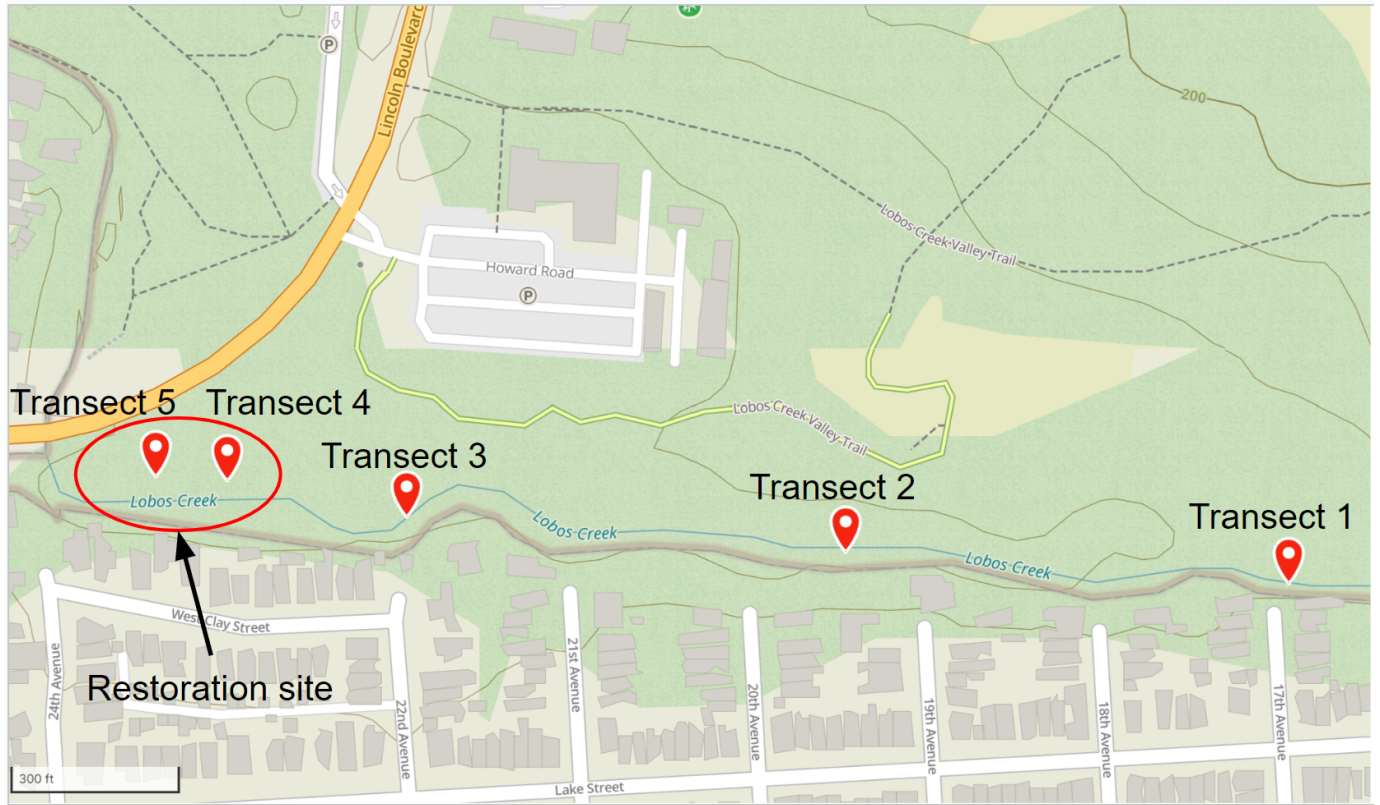 P
Lincoln Boulevard
200
Lobos Creek Valley Trail
Howard Road
P
Transect 5
Transect 4
Lobos Creek Valley Trail
Transect 3
Transect 2
Lobos Creek
Transect 1
Lobos Creek
Lobos Creek
West Clay Street
Restoration site
24th Avenue
22nd Avenue
21st Avenue
20th Avenue
19th Avenue
18th Avenue
17th Avenue
300 ft
Lake Street